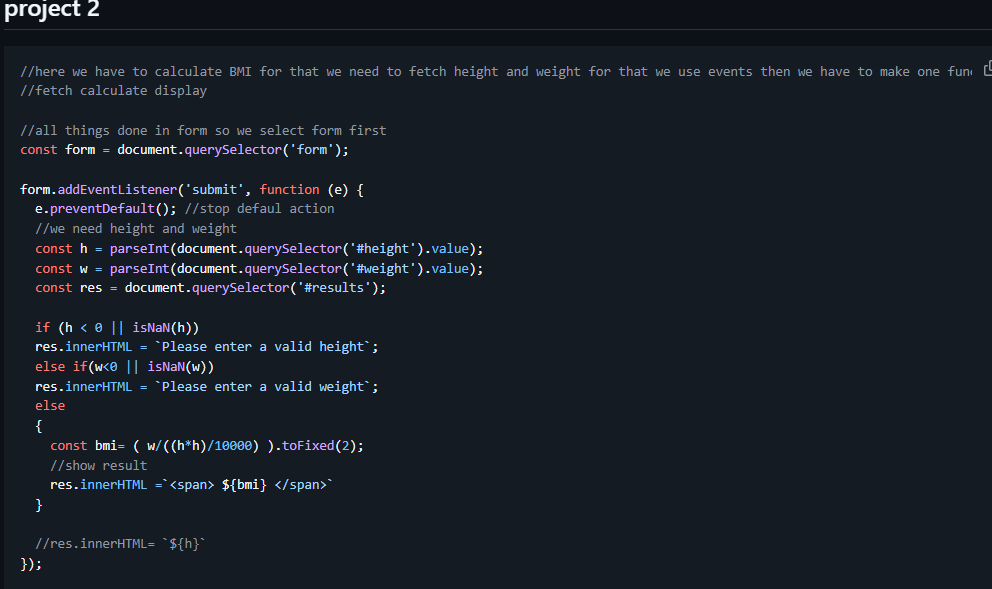 project 2
//here we have to calculate BMI for that we need to fetch height and weight for that we use events then we have to make one
//fetch calculate display
//all things done in form so we select form first
const form = document.querySelector('form');
form.addEventListener('submit', function (e) {
e.preventDefault(); //stop defaul action
//we need height and weight
const h = parseInt(document.querySelector('#height').value);
const w = parseInt(document.querySelector('#weight').value);
const res = document.querySelector('#results');
if (h < 0 || isNaN(h))
res.innerHTML = `Please enter a valid height`;
else if(w<0 || isNaN(w))
res.innerHTML = `Please enter a valid weight`;
else
{
const bmi= ( w/((h*h)/10000) ).toFixed(2);
//show result
res.innerHTML =`<span> ${bmi} </span>`
}
//res.innerHTML= `${h}`
});